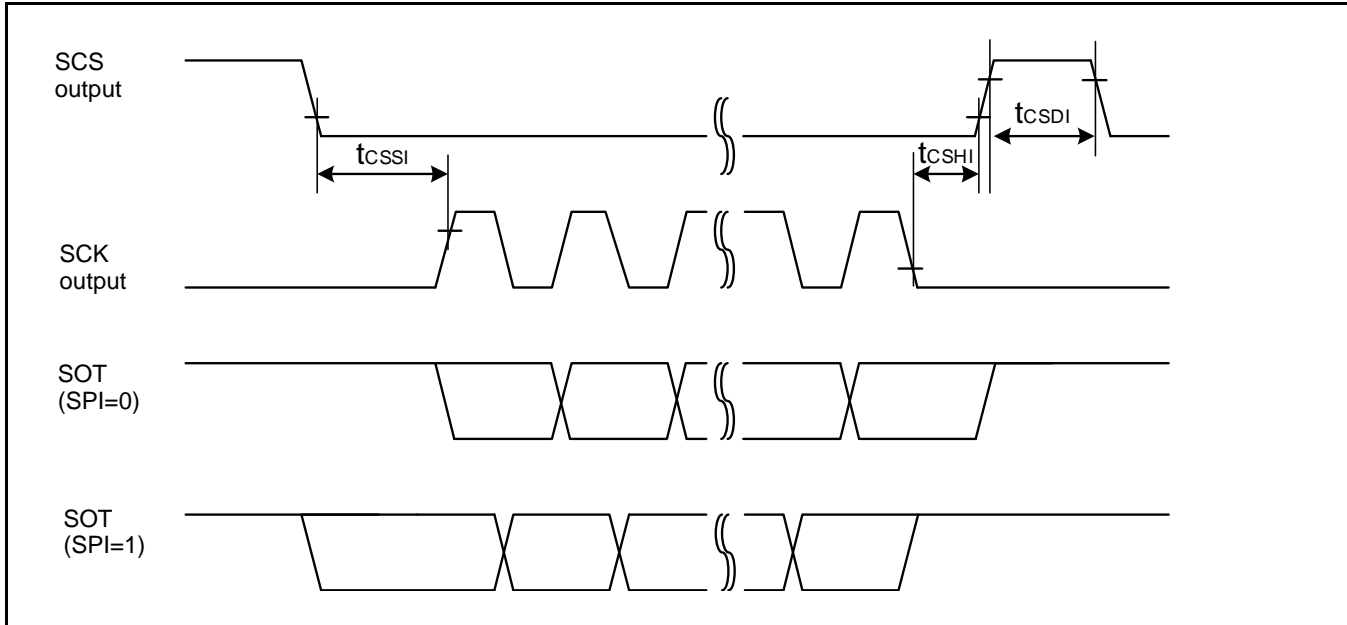 SCS
output
tCSDI
tCSSI
tCSHI
SCK
output
SOT
(SPI=0)
SOT
(SPI=1)